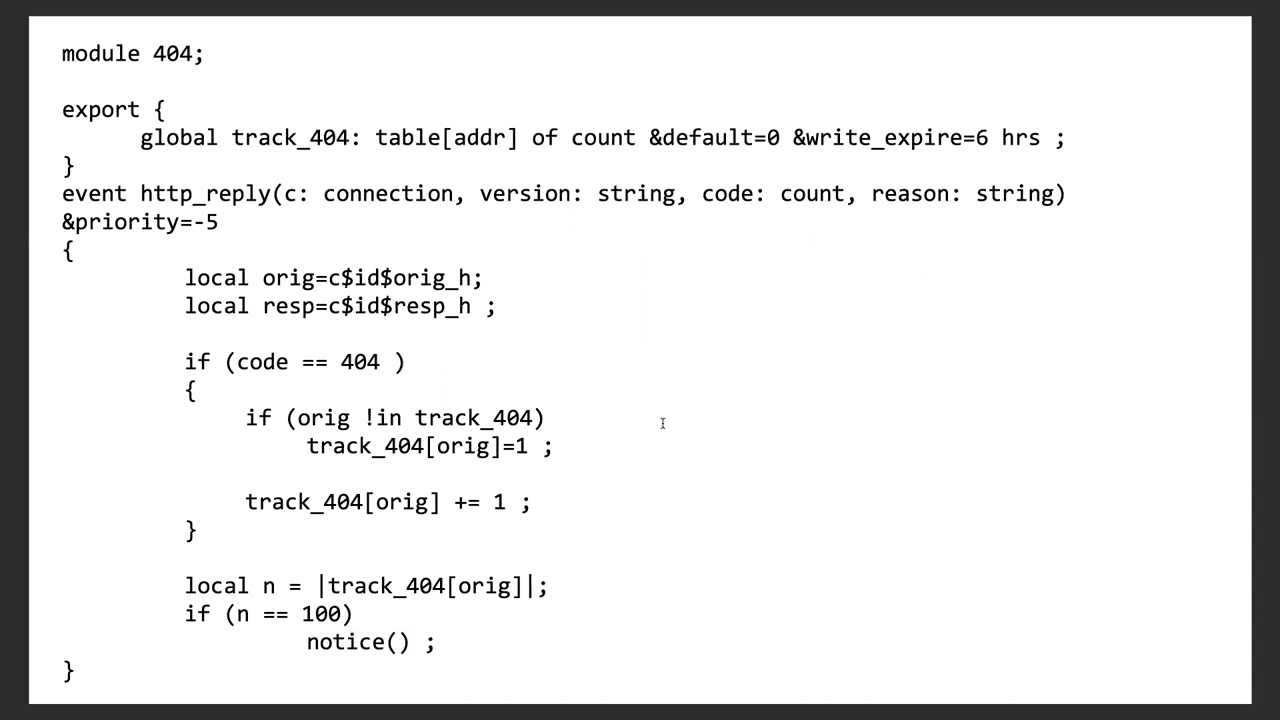 module 404;
export {
global track_404: table[addr] of count &default=0 &write_expire=6 hrs ;
}
event http_reply(c: connection, version: string, code: count, reason: string)
&priority=-5
{
local orig=c$id$orig_h;
local resp=c$id$resp_h ;
if (code == 404 )
{
if (orig !in track_404)
track_404[orig]=1 ;
track_404[orig] += 1 ;
}
local n = |track_404[orig]|;
if (n == 100)
notice() ;
}